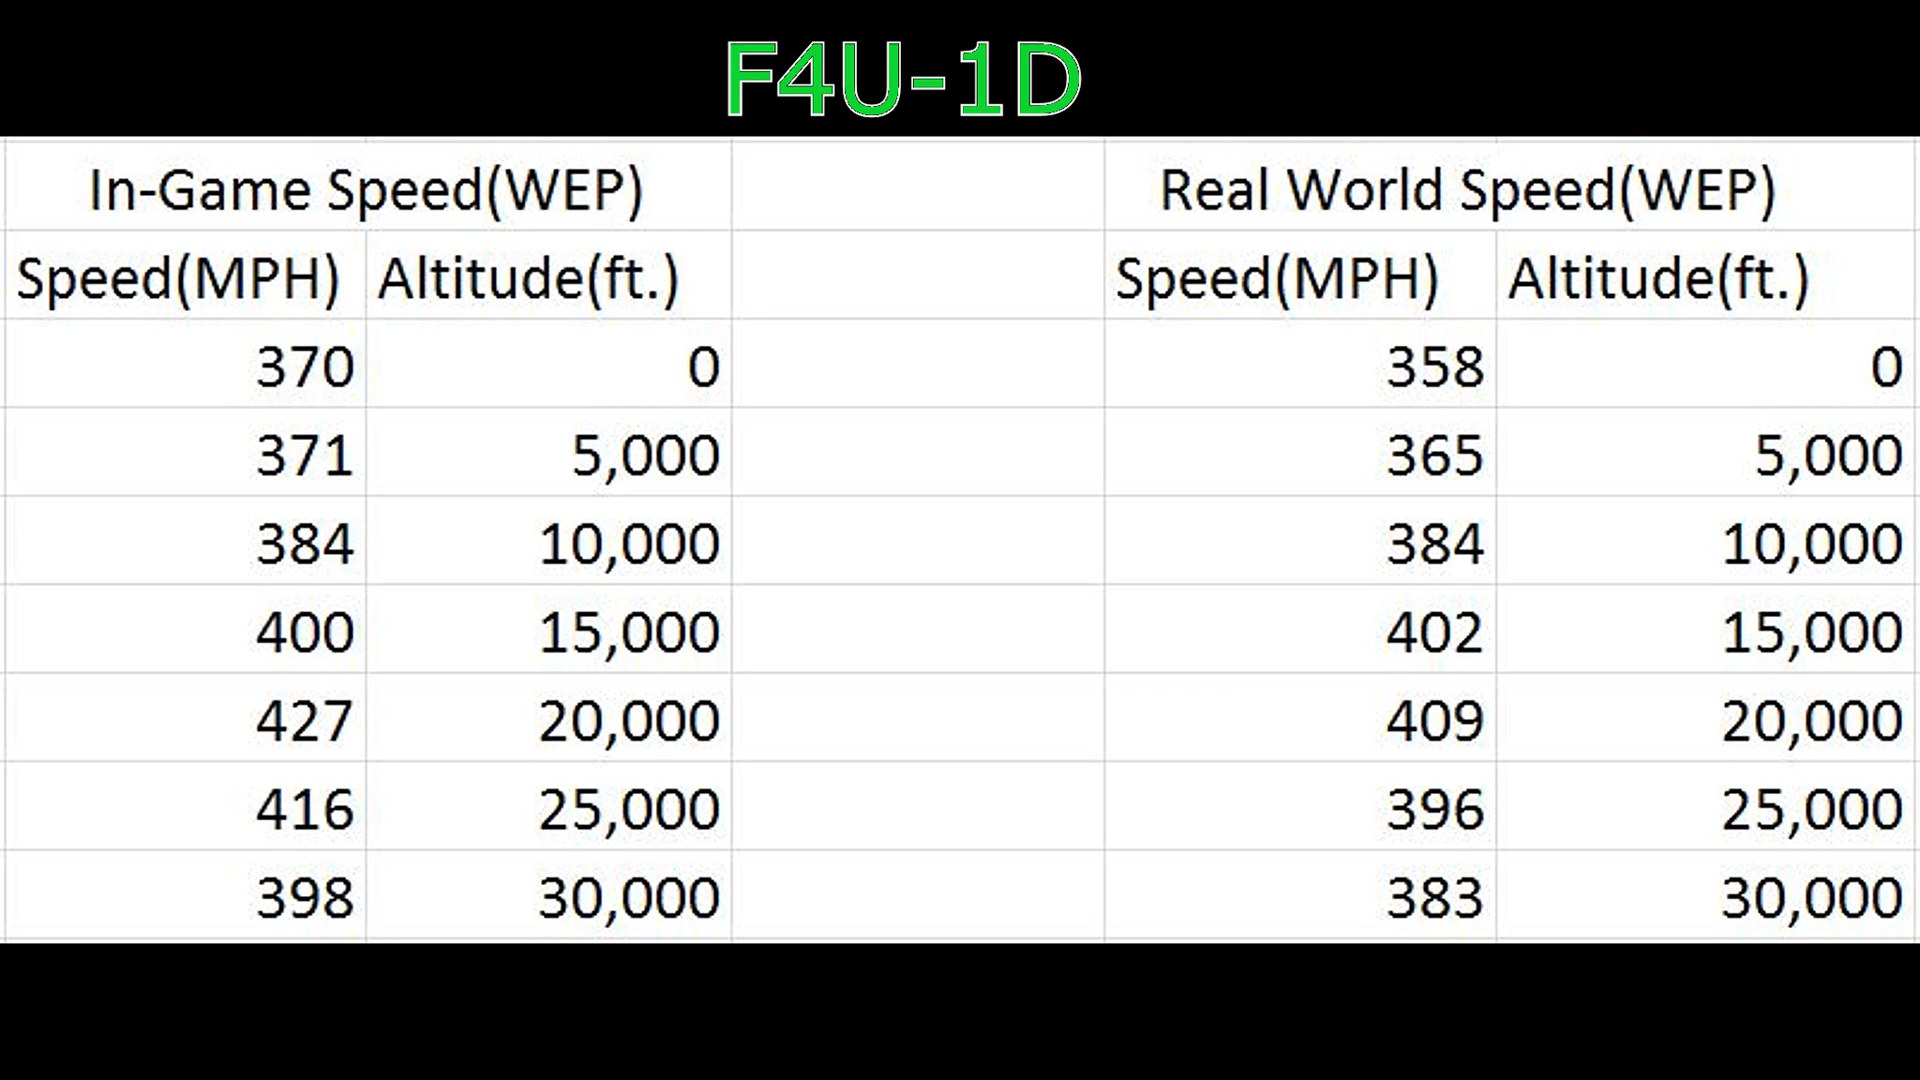 F4U-1D
In-Game Speed(WEP) Real World Speed(WEP)
Speed(MPH) Altitude(ft.) Speed(MPH) Altitude(ft.)
370 0 358 0
371 5,000 365 5,000
384 10,000 384 10,000
400 15,000 402 15,000
427 20,000 409 20,000
416 25,000 396 25,000
398 30,000 383 30,000